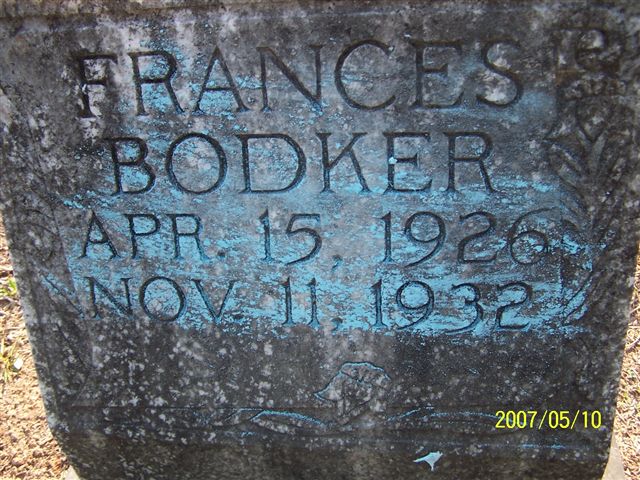 FRANCES
BODKER
APR. 15, 1926
NOV. 11, 1932
2007/05/10